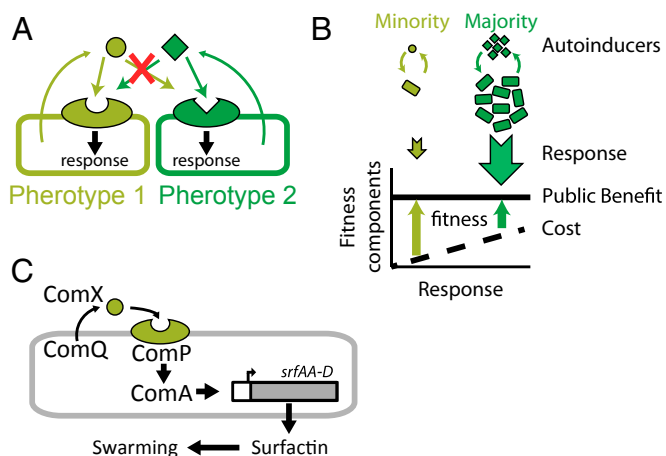 A
response
response
Pherotype 1
Pherotype 2
B
Minority
Majority
Autoinducers
Response
Public Benefit
Cost
fitness
Fitness
components
Response
C
ComX
ComQ
ComP
ComA
srfAA-D
Swarming
Surfactin